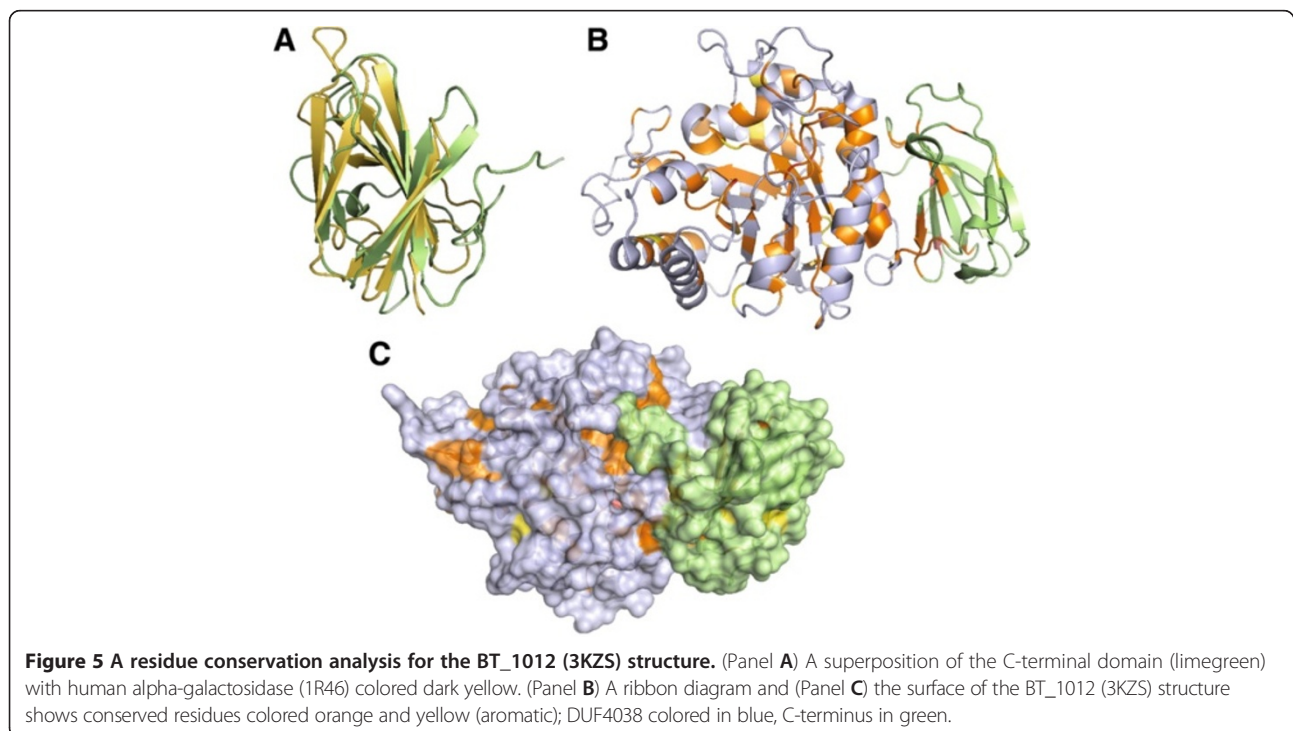 A
B
C
Figure 5 A residue conservation analysis for the BT_1012 (3KZS) structure. (Panel A) A superposition of the C-terminal domain (limegreen)
with human alpha-galactosidase (1R46) colored dark yellow. (Panel B) A ribbon diagram and (Panel C) the surface of the BT_1012 (3KZS) structure
shows conserved residues colored orange and yellow (aromatic); DUF4038 colored in blue, C-terminus in green.